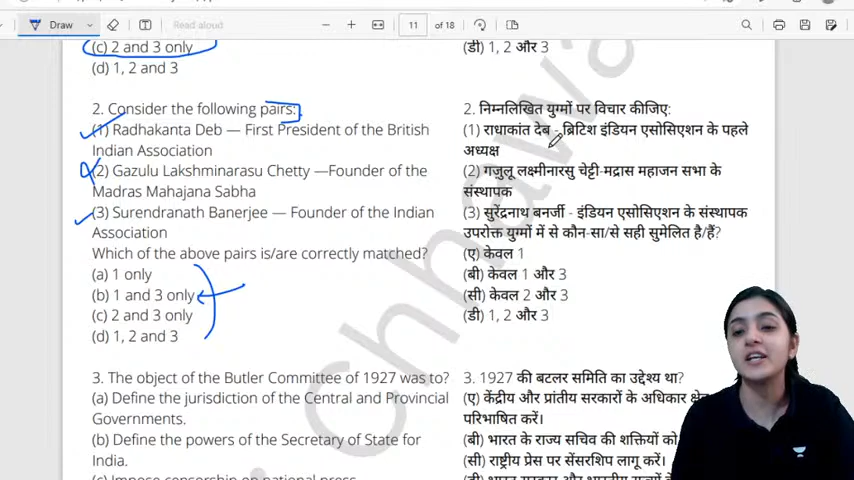 Draw
Read aloud
11
of 18
(c) 2 and 3 only
(d) 1, 2 and 3
2. Consider the following pairs:
(1) Radhakanta Deb — First President of the British
Indian Association
(2) Gazulu Lakshminarasu Chetty —Founder of the
Madras Mahajana Sabha
(3) Surendranath Banerjee — Founder of the Indian
Association
Which of the above pairs is/are correctly matched?
(a) 1 only
(b) 1 and 3 only
(c) 2 and 3 only
(d) 1, 2 and 3
3. The object of the Butler Committee of 1927 was to?
(a) Define the jurisdiction of the Central and Provincial
Governments.
(b) Define the powers of the Secretary of State for
India.
(c) Impose censorship on national press
(डी) 1, 2 और 3
2. निम्नलिखित युग्मों पर विचार कीजिए:
(1) राधाकांत देब - ब्रिटिश इंडियन एसोसिएशन के पहले
अध्यक्ष
(2) गज़ुलू लक्ष्मीनारसु चेट्टी-मद्रास महाजन सभा के
संस्थापक
(3) सुरेंद्रनाथ बनर्जी - इंडियन एसोसिएशन के संस्थापक
उपरोक्त युग्मों में से कौन-सा/से सही सुमेलित है/हैं?
(ए) केवल 1
(बी) केवल 1 और 3
(सी) केवल 2 और 3
(डी) 1, 2 और 3
3. 1927 की बटलर समिति का उद्देश्य था?
(ए) केंद्रीय और प्रांतीय सरकारों के अधिकार
परिभाषित करें।
(बी) भारत के राज्य सचिव की शक्तियों को
(सी) राष्ट्रीय प्रेस पर सेंसरशिप लागू करें।